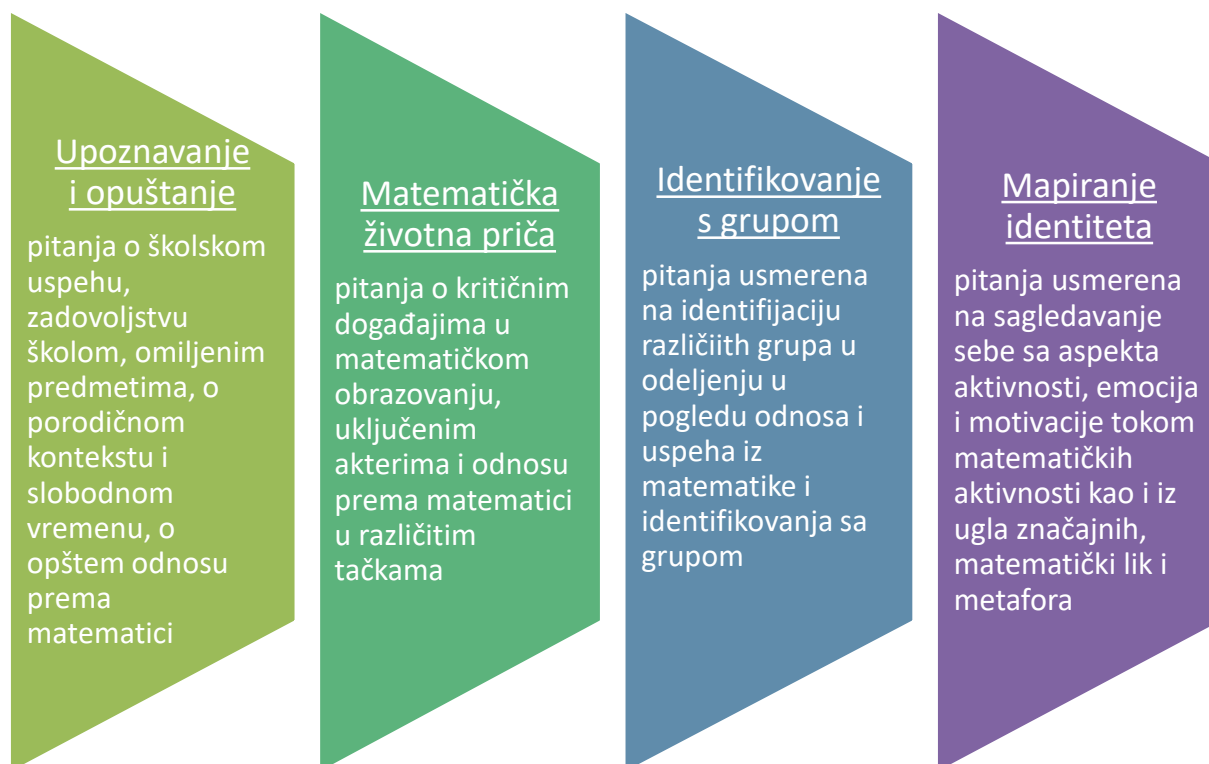 Upoznavanje
i opuštanje
pitanja o školskom
uspehu,
zadovoljstvu
školom, omiljenim
predmetima, o
porodičnom
kontekstu i
slobodnom
vremenu, o
opštem odnosu
prema
matematici
Matematička
životna priča
pitanja o kritičnim
događajima u
matematičkom
obrazovanju,
uključenim
akterima i odnosu
prema matematici
u različitim
tačkama
Identifikovanje
s grupom
pitanja usmerena
na identifijaciju
različiith grupa u
odeljenju u
pogledu odnosa i
uspeha iz
matematike i
identifikovanja sa
grupom
Mapiranje
identiteta
pitanja usmerena
na sagledavanje
sebe sa aspekta
aktivnosti, emocija
i motivacije tokom
matematičkih
aktivnosti kao i iz
ugla značajnih,
matematički lik i
metafora